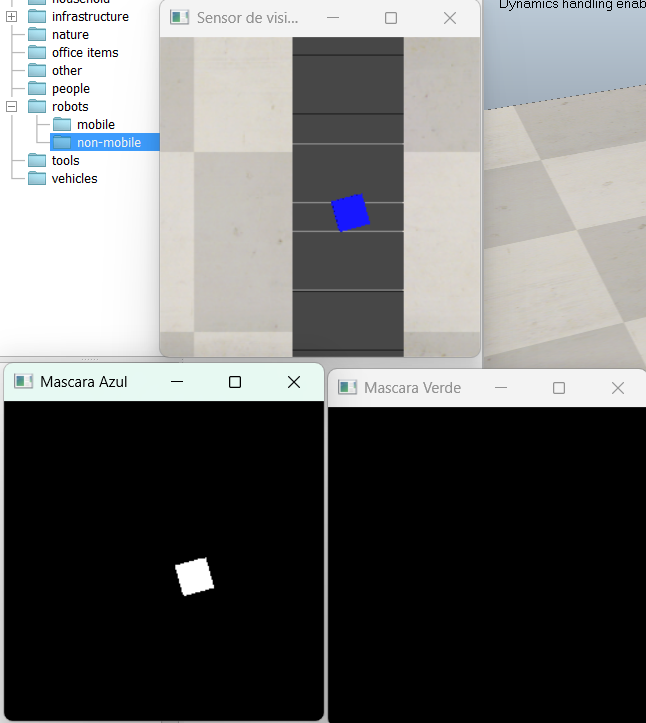 household
infrastructure
nature
office items
other
people
robots
mobile
non-mobile
tools
vehicles
Sensor de visi...
Dynamics handling enab
Mascara Azul
Mascara Verde